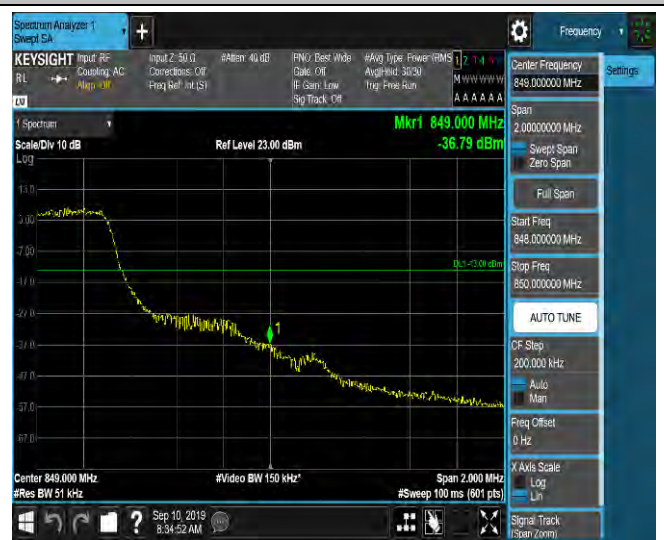 Spectrum Analyzer 1
Swept SA
+
Frequency
KEYSIGHT
RL
Input: RF
Coupling: AC
Align: Off
Input Z: 50 Ω
Corrections: Off
Freq Ref: Int (S)
#Atten: 40 dB
PNO: Best Wide
Gate: Off
IF Gain: Low
Sig Track: Off
#Avg Type: Power (RMS
Avg|Hold: 30/30
Trig: Free Run
M W W W W W
A A A A A A
LXI
1 Spectrum
Scale/Div 10 dB
Log
Ref Level 23.00 dBm
Mkr1 849.000 MHz
-36.79 dBm
13.0
3.00
-7.00
-17.0
-27.0
-37.0
-47.0
-57.0
-67.0
DL1 -13.00 dBm
1
Center 849.000 MHz
#Res BW 51 kHz
#Video BW 150 kHz*
Span 2.000 MHz
#Sweep 100 ms (601 pts)
Sep 10, 2019
8:34:52 AM
?
Center Frequency
849.000000 MHz
Settings
Span
2.00000000 MHz
Swept Span
Zero Span
Full Span
Start Freq
848.000000 MHz
Stop Freq
850.000000 MHz
AUTO TUNE
CF Step
200.000 kHz
Auto
Man
Freq Offset
0 Hz
X Axis Scale
Log
Lin
Signal Track
(Span Zoom)